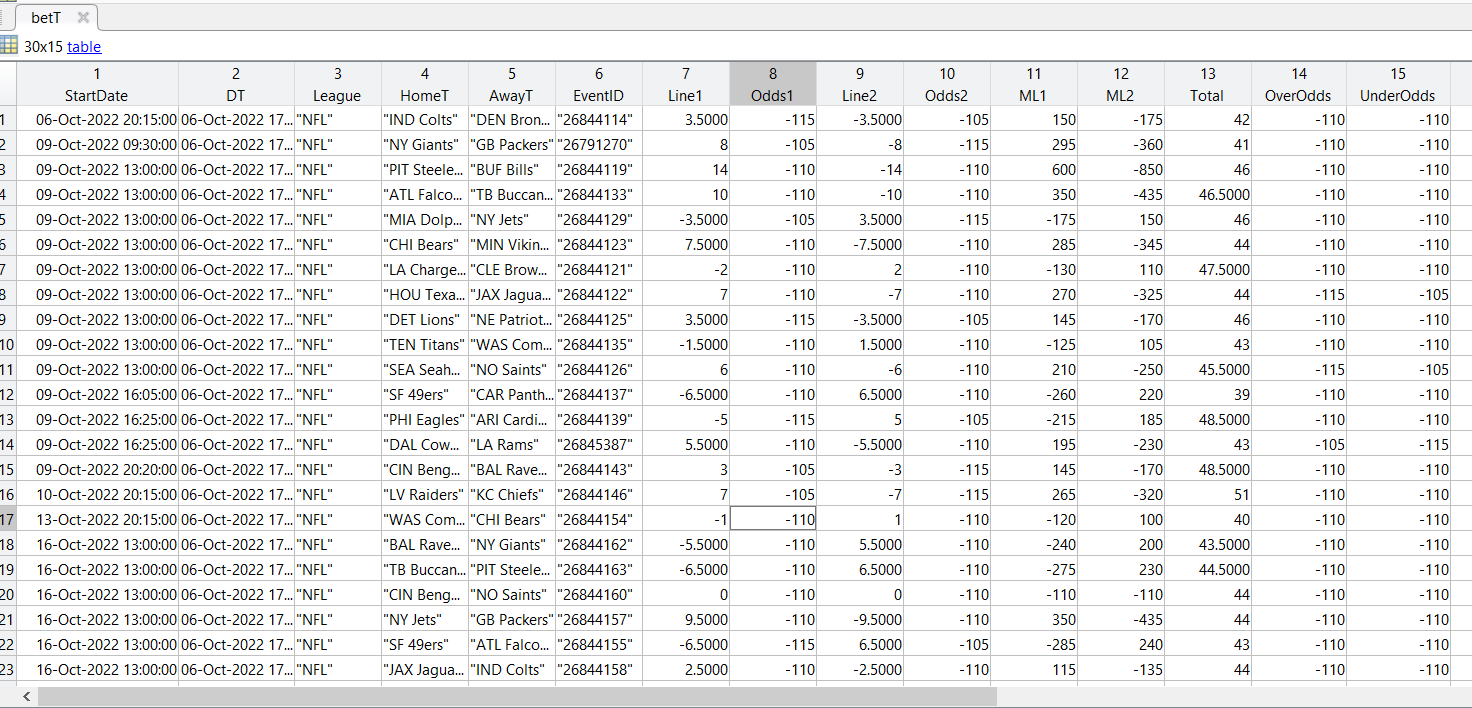 betT
30x15 table
1 2 3 4 5 6 7 8 9 10 11 12 13 14 15
StartDate DT League HomeT AwayT EventID Line1 Odds1 Line2 Odds2 ML1 ML2 Total OverOdds UnderOdds
1 06-Oct-2022 20:15:00 06-Oct-2022 17... "NFL" "IND Colts" "DEN Bron... "26844114" 3.5000 -115 -3.5000 -105 150 -175 42 -110 -110
2 09-Oct-2022 09:30:00 06-Oct-2022 17... "NFL" "NY Giants" "GB Packers" "26791270" 8 -105 -8 -115 295 -360 41 -110 -110
3 09-Oct-2022 13:00:00 06-Oct-2022 17... "NFL" "PIT Steele... "BUF Bills" "26844119" 14 -110 -14 -110 600 -850 46 -110 -110
4 09-Oct-2022 13:00:00 06-Oct-2022 17... "NFL" "ATL Falco... "TB Buccan... "26844133" 10 -110 -10 -110 350 -435 46.5000 -110 -110
5 09-Oct-2022 13:00:00 06-Oct-2022 17... "NFL" "MIA Dolp... "NY Jets" "26844129" -3.5000 -105 3.5000 -115 -175 150 46 -110 -110
6 09-Oct-2022 13:00:00 06-Oct-2022 17... "NFL" "CHI Bears" "MIN Vikin... "26844123" 7.5000 -110 -7.5000 -110 285 -345 44 -110 -110
7 09-Oct-2022 13:00:00 06-Oct-2022 17... "NFL" "LA Charge... "CLE Brow... "26844121" -2 -110 2 -110 -130 110 47.5000 -110 -110
8 09-Oct-2022 13:00:00 06-Oct-2022 17... "NFL" "HOU Texa... "JAX Jagua... "26844122" 7 -110 -7 -110 270 -325 44 -115 -105
9 09-Oct-2022 13:00:00 06-Oct-2022 17... "NFL" "DET Lions" "NE Patriot... "26844125" 3.5000 -115 -3.5000 -105 145 -170 46 -110 -110
10 09-Oct-2022 13:00:00 06-Oct-2022 17... "NFL" "TEN Titans" "WAS Com... "26844135" -1.5000 -110 1.5000 -110 -125 105 43 -110 -110
11 09-Oct-2022 13:00:00 06-Oct-2022 17... "NFL" "SEA Seah... "NO Saints" "26844126" 6 -110 -6 -110 210 -250 45.5000 -115 -105
12 09-Oct-2022 16:05:00 06-Oct-2022 17... "NFL" "SF 49ers" "CAR Panth... "26844137" -6.5000 -110 6.5000 -110 -260 220 39 -110 -110
13 09-Oct-2022 16:25:00 06-Oct-2022 17... "NFL" "PHI Eagles" "ARI Cardi... "26844139" -5 -115 5 -105 -215 185 48.5000 -110 -110
14 09-Oct-2022 16:25:00 06-Oct-2022 17... "NFL" "DAL Cow... "LA Rams" "26845387" 5.5000 -110 -5.5000 -110 195 -230 43 -105 -115
15 09-Oct-2022 20:20:00 06-Oct-2022 17... "NFL" "CIN Beng... "BAL Rave... "26844143" 3 -105 -3 -115 145 -170 48.5000 -110 -110
16 10-Oct-2022 20:15:00 06-Oct-2022 17... "NFL" "LV Raiders" "KC Chiefs" "26844146" 7 -105 -7 -115 265 -320 51 -110 -110
17 13-Oct-2022 20:15:00 06-Oct-2022 17... "NFL" "WAS Com... "CHI Bears" "26844154" -1 -110 1 -110 -120 100 40 -110 -110
18 16-Oct-2022 13:00:00 06-Oct-2022 17... "NFL" "BAL Rave... "NY Giants" "26844162" -5.5000 -110 5.5000 -110 -240 200 43.5000 -110 -110
19 16-Oct-2022 13:00:00 06-Oct-2022 17... "NFL" "TB Buccan... "PIT Steele... "26844163" -6.5000 -110 6.5000 -110 -275 230 44.5000 -110 -110
20 16-Oct-2022 13:00:00 06-Oct-2022 17... "NFL" "CIN Beng... "NO Saints" "26844160" 0 -110 0 -110 -110 -110 44 -110 -110
21 16-Oct-2022 13:00:00 06-Oct-2022 17... "NFL" "NY Jets" "GB Packers" "26844157" 9.5000 -110 -9.5000 -110 350 -435 44 -110 -110
22 16-Oct-2022 13:00:00 06-Oct-2022 17... "NFL" "SF 49ers" "ATL Falco... "26844155" -6.5000 -115 6.5000 -105 -285 240 43 -110 -110
23 16-Oct-2022 13:00:00 06-Oct-2022 17... "NFL" "JAX Jagua... "IND Colts" "26844158" 2.5000 -110 -2.5000 -110 115 -135 44 -110 -110